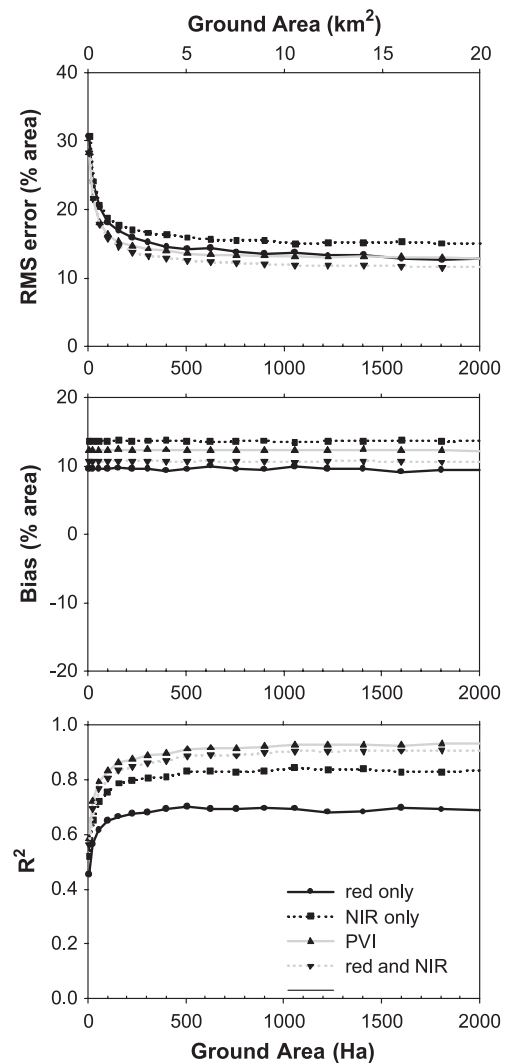 Ground Area (km²)
0 5 10 15 20
40
30
20
10
0
RMS error (% area)
0 500 1000 1500 2000
20
10
0
-10
-20
Bias (% area)
0 500 1000 1500 2000
1.0
0.8
0.6
0.4
0.2
0.0
R²
red only
NIR only
PVI
red and NIR
0 500 1000 1500 2000
Ground Area (Ha)